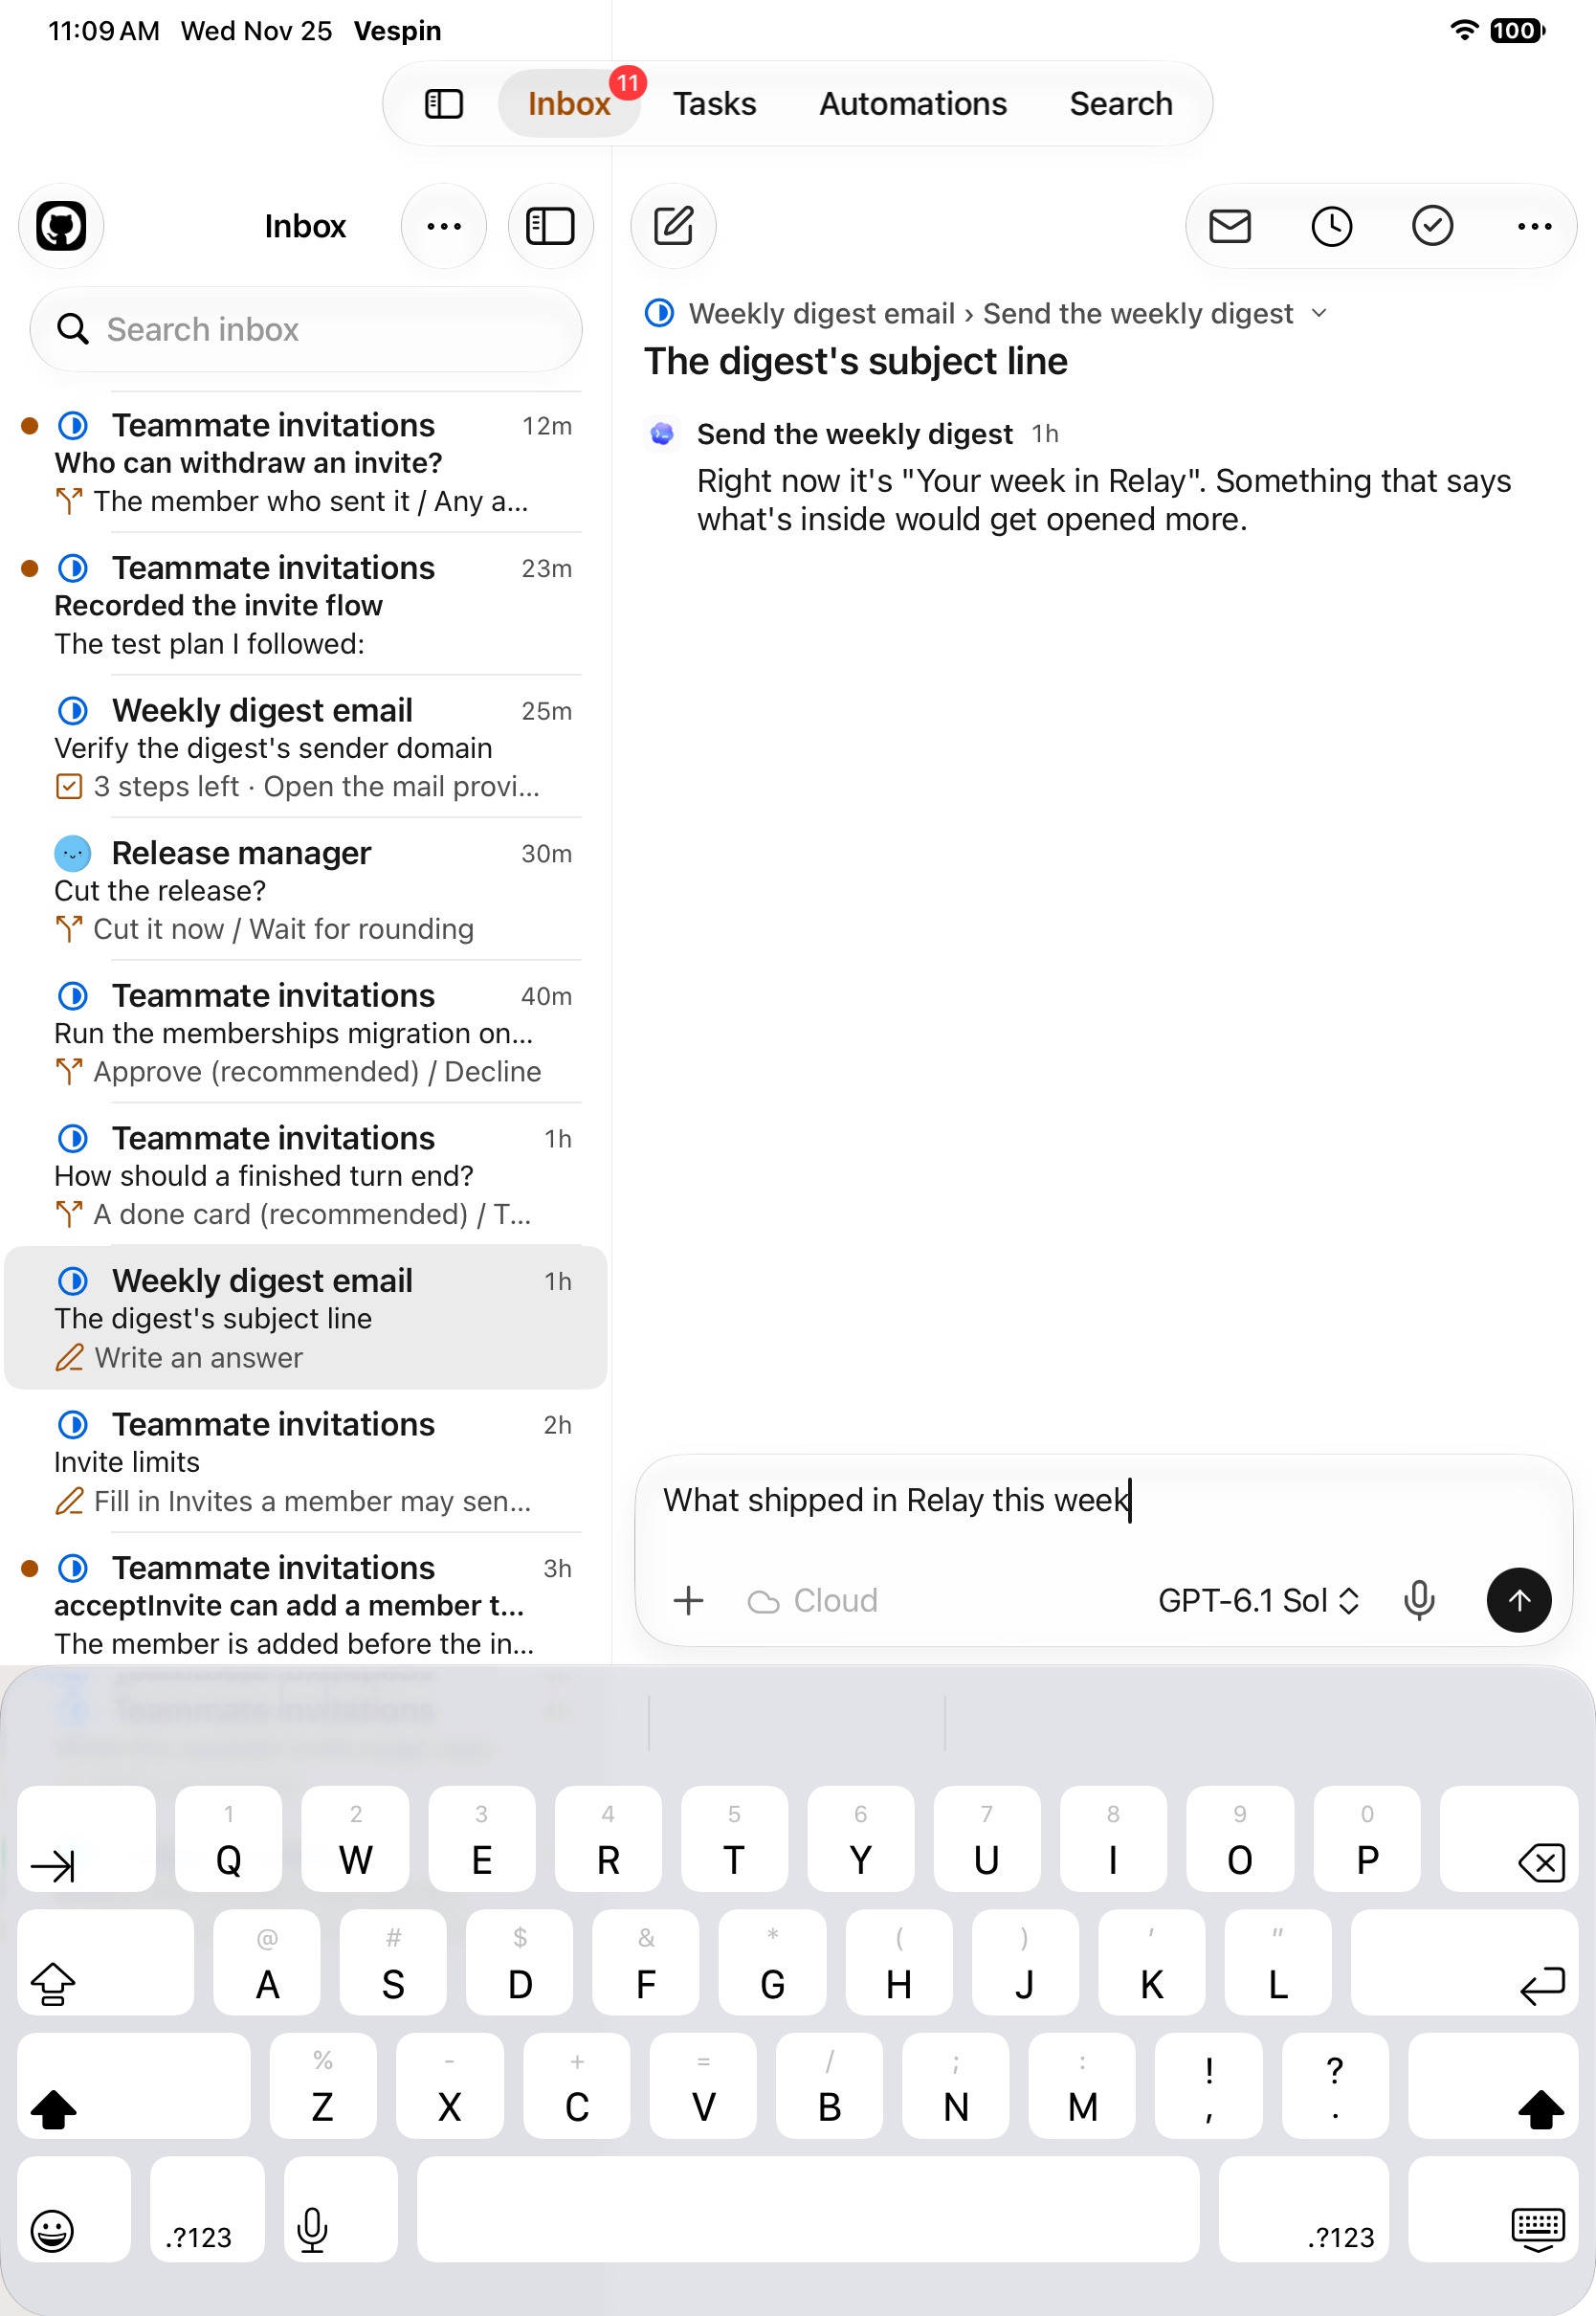 11:09 AM Wed Nov 25 Vespin
100
Inbox
11
Tasks
Automations
Search
Inbox
Search inbox
Teammate invitations 12m
Who can withdraw an invite?
The member who sent it / Any a...
Teammate invitations 23m
Recorded the invite flow
The test plan I followed:
Weekly digest email 25m
Verify the digest's sender domain
3 steps left · Open the mail provi...
Release manager 30m
Cut the release?
Cut it now / Wait for rounding
Teammate invitations 40m
Run the memberships migration on...
Approve (recommended) / Decline
Teammate invitations 1h
How should a finished turn end?
A done card (recommended) / T...
Weekly digest email 1h
The digest's subject line
Write an answer
Teammate invitations 2h
Invite limits
Fill in Invites a member may sen...
Teammate invitations 3h
acceptInvite can add a member t...
The member is added before the in...
Weekly digest email › Send the weekly digest
The digest's subject line
Send the weekly digest 1h
Right now it's "Your week in Relay". Something that says
what's inside would get opened more.
What shipped in Relay this week
Cloud
GPT-6.1 Sol
1 2 3 4 5 6 7 8 9 0
Q W E R T Y U I O P
@ # $ & * ( ) ' "
A S D F G H J K L
% - + = / ; : ! ?
Z X C V B N M , .
.?123
.?123